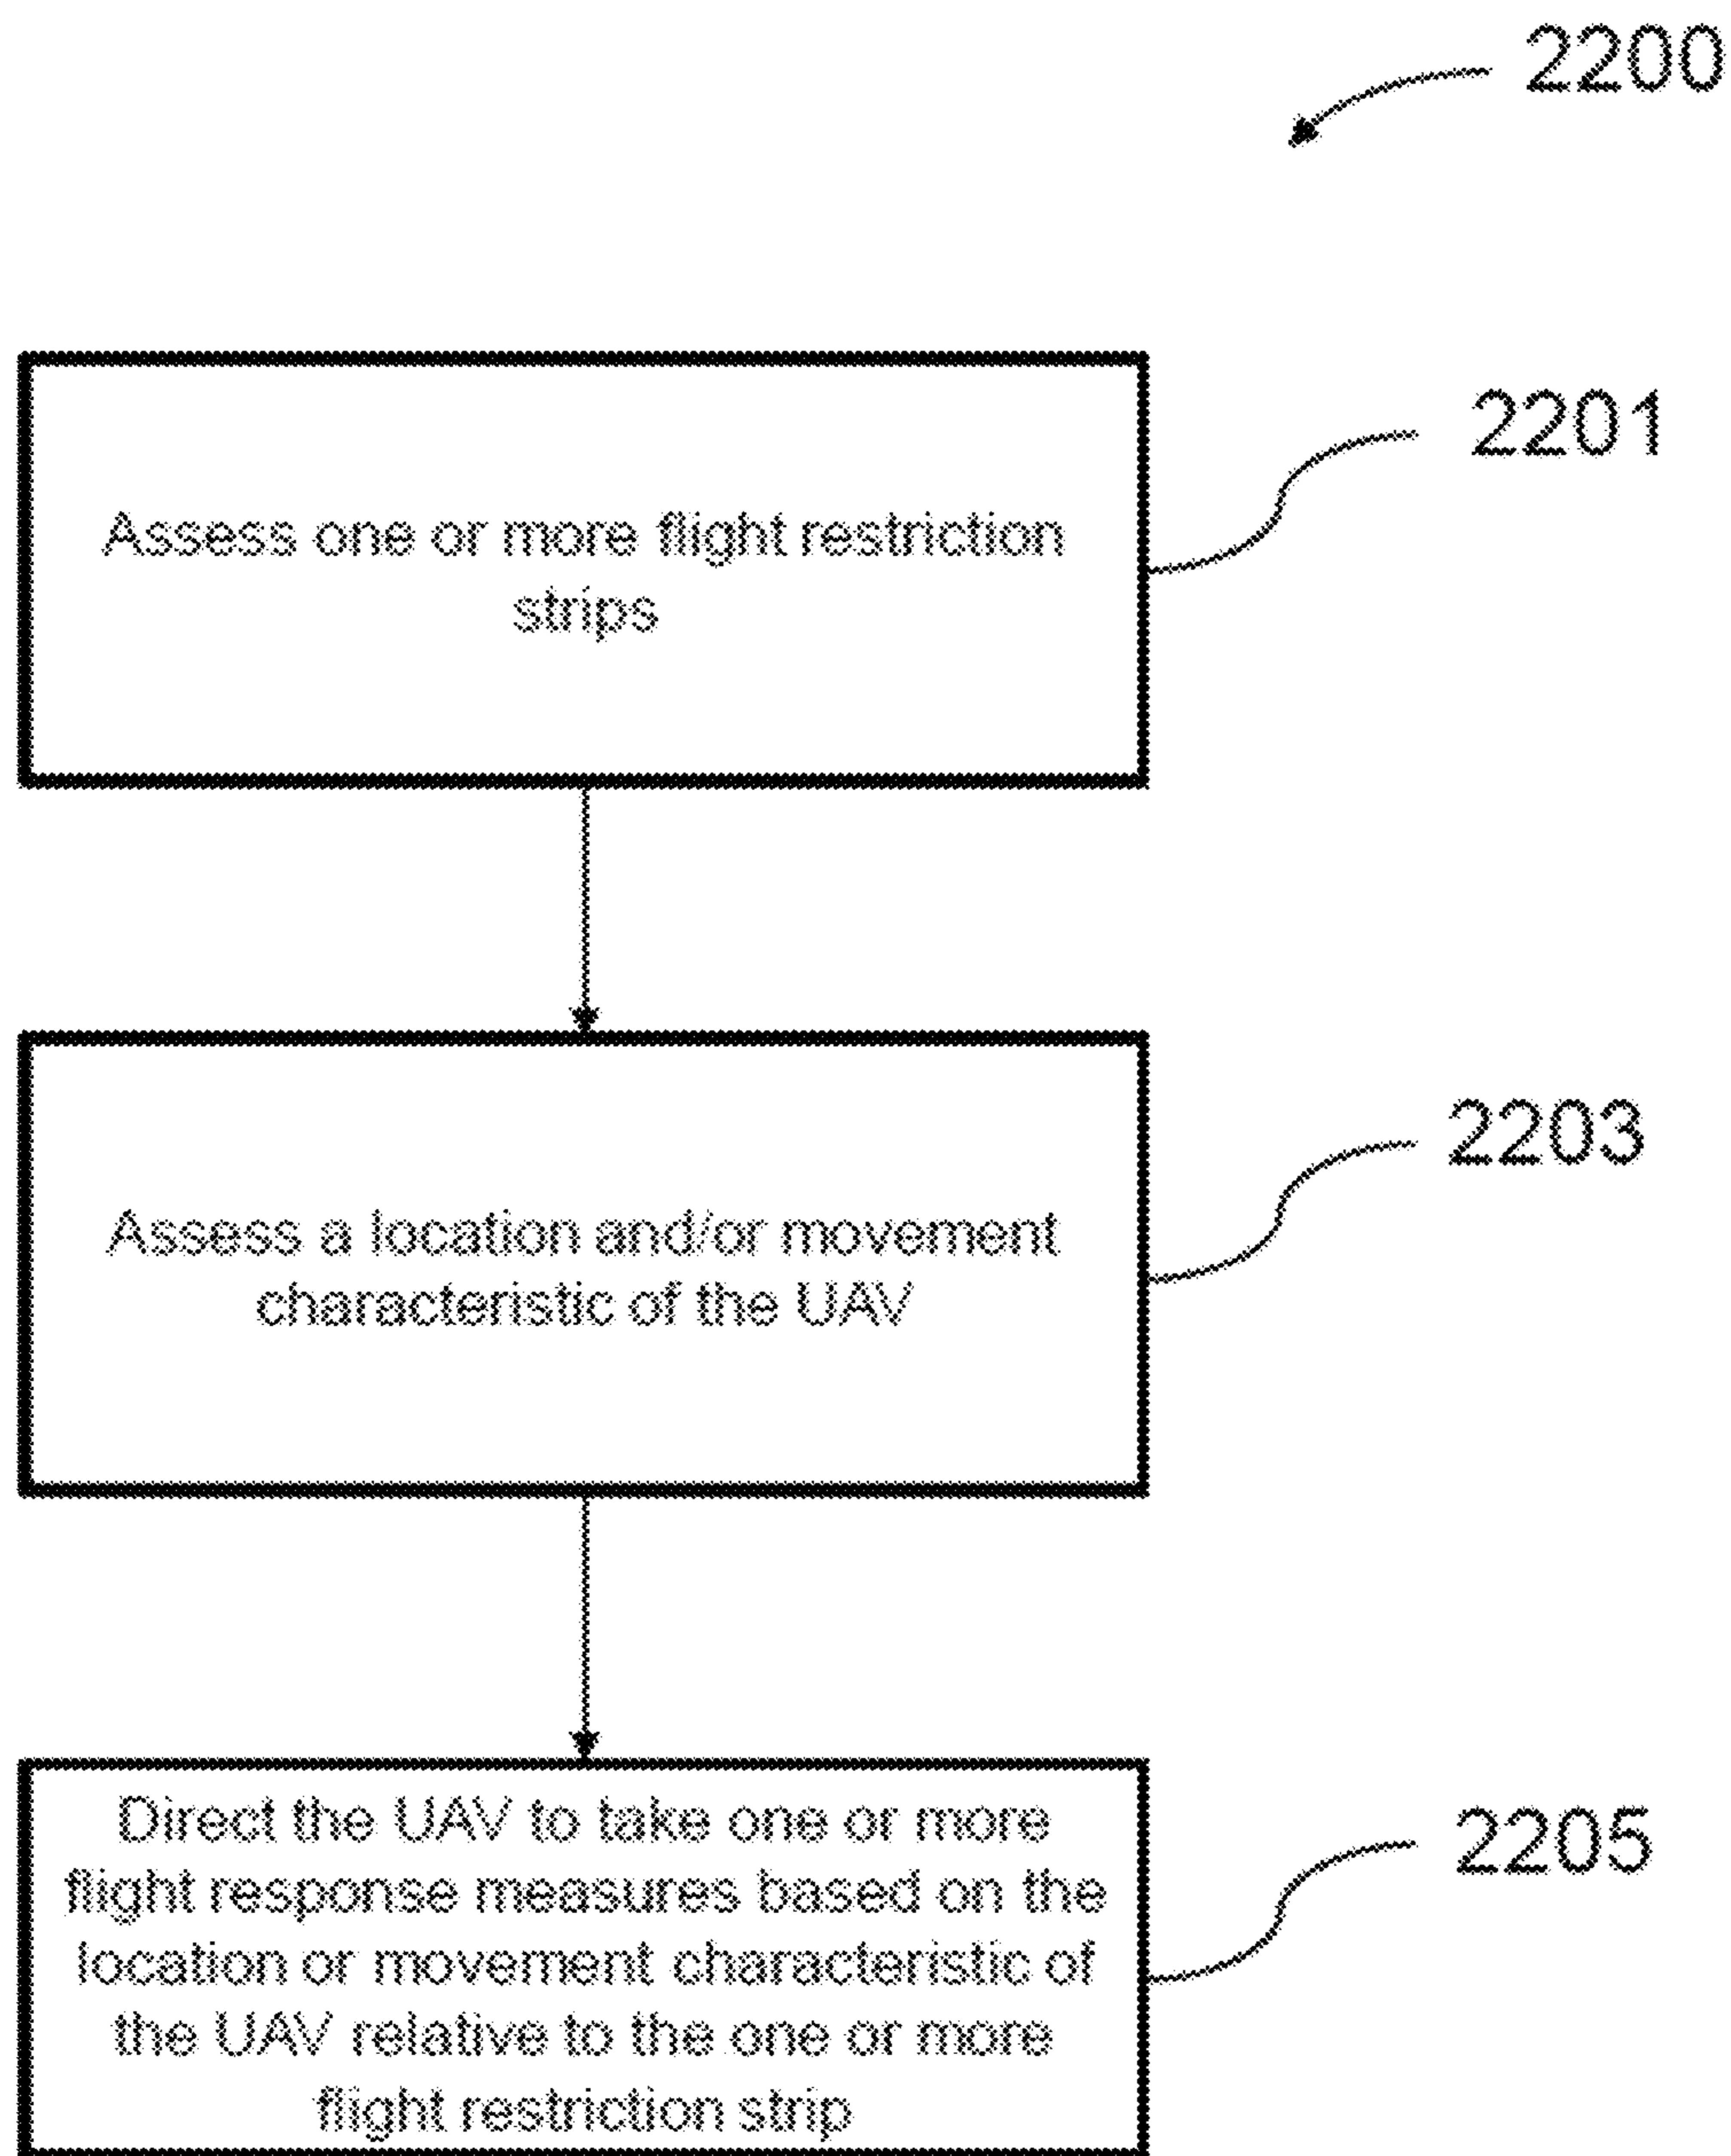 2200
2201
Assess one or more flight restriction
strips
2203
Assess a location and/or movement
characteristic of the UAV
2205
Direct the UAV to take one or more
flight response measures based on the
location or movement characteristic of
the UAV relative to the one or more
flight restriction strip